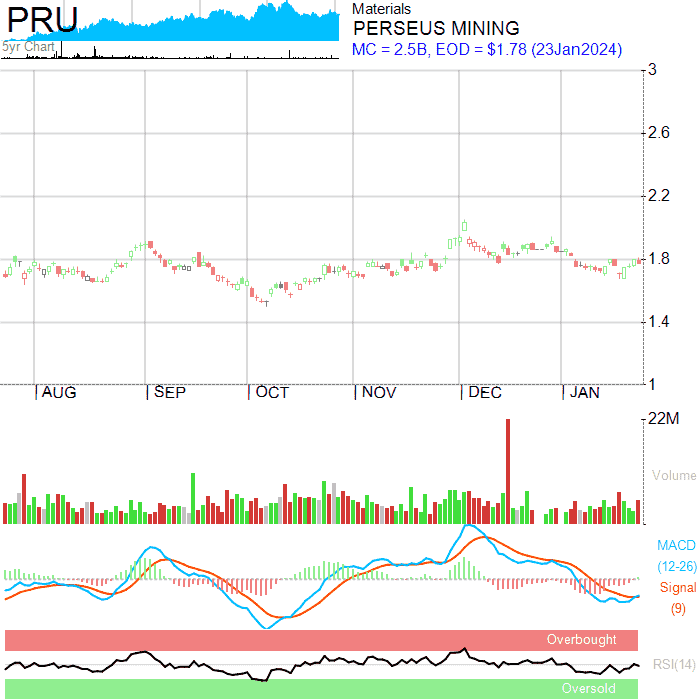 PRU
5yr Chart
Materials
PERSEUS MINING
MC = 2.5B, EOD = $1.78 (23Jan2024)
3
2.6
2.2
1.8
1.4
1
AUG SEP OCT NOV DEC JAN
22M
Volume
MACD
(12-26)
Signal
(9)
Overbought
RSI(14)
Oversold